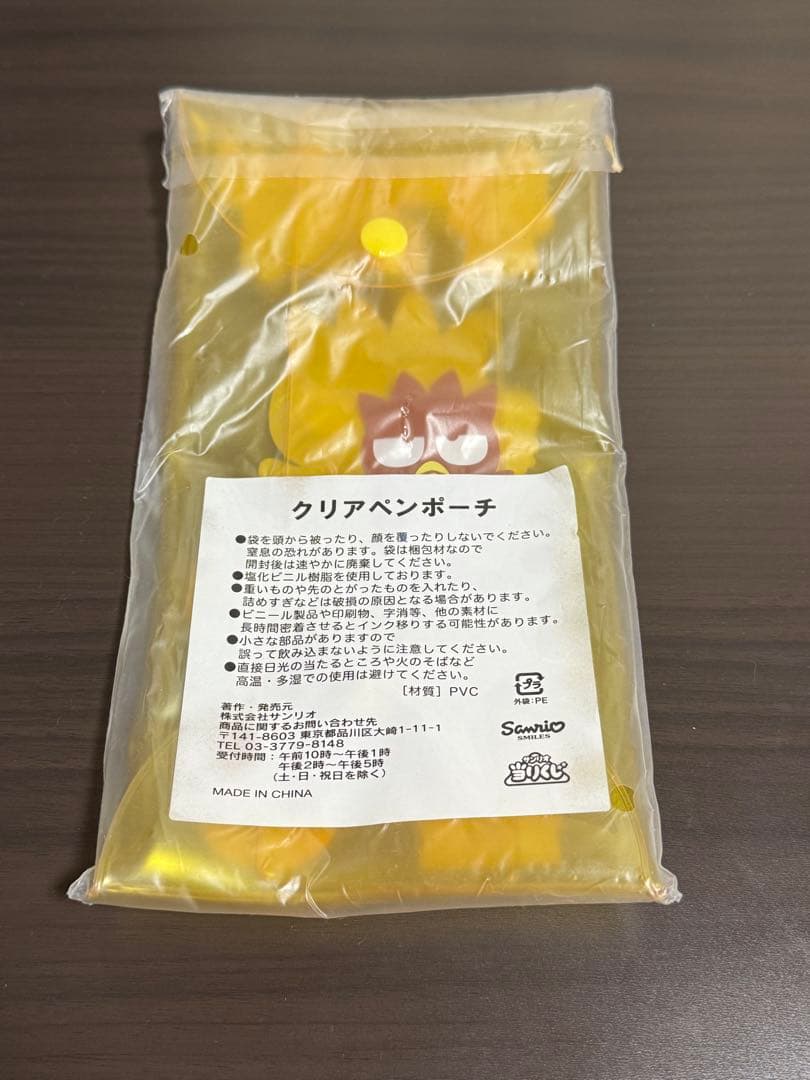 クリアペンポーチ
●袋を頭から被ったり、顔を覆ったりしないでください。
窒息の恐れがあります。袋は梱包材なので
開封後は速やかに廃棄してください。
●塩化ビニル樹脂を使用しております。
●重いものや先のとがったものを入れたり、
詰めすぎなどは破損の原因となる場合があります。
●ビニール製品や印刷物、字消等、他の素材に
長時間密着させるとインク移りする可能性があります。
●小さな部品がありますので
誤って飲み込まないように注意してください。
●直接日光の当たるところや火のそばなど
高温・多湿での使用は避けてください。
［材質］PVC
プラ
外袋:PE
著作・発売元
株式会社サンリオ
商品に関するお問い合わせ先
〒141-8603 東京都品川区大崎1-11-1
TEL 03-3779-8148
受付時間：午前10時〜午後1時
午後2時〜午後5時
（土・日・祝日を除く）
MADE IN CHINA
Sanrio
SMILES
サンリオ
当りくじ